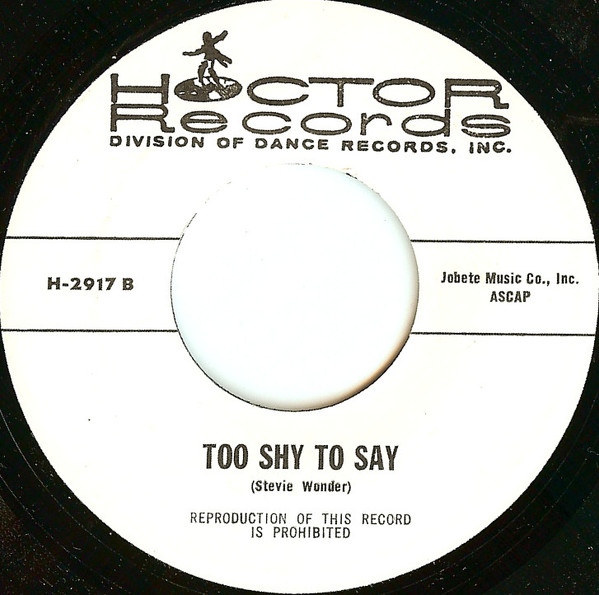 HOCTOR
Records
DIVISION OF DANCE RECORDS, INC.
H-2917 B
Jobete Music Co., Inc.
ASCAP
TOO SHY TO SAY
(Stevie Wonder)
REPRODUCTION OF THIS RECORD
IS PROHIBITED